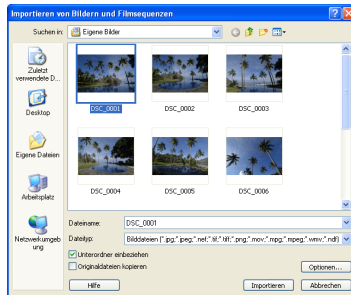 Importieren von Bildern und Filmsequenzen
Suchen in:
Eigene Bilder
Zuletzt
verwendete D...
Desktop
Eigene Dateien
Arbeitsplatz
Netzwerkumgeb
ung
DSC_0001
DSC_0002
DSC_0003
DSC_0004
DSC_0005
DSC_0006
Dateiname:
DSC_0001
Dateityp:
Bilddateien (*.jpg;*.jpeg;*.nef;*.tif;*.tiff;*.png;*.mov;*.mpg;*.mpeg;*.wmv;*.ndf)
Unterordner einbeziehen
Originaldateien kopieren
Optionen...
Hilfe
Importieren
Abbrechen